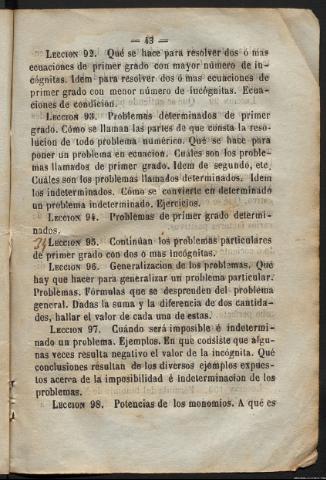 — 43 —
LECCION 92. Qué se hace para resolver dos ó mas
ecuaciones de primer grado con mayor número de in-
cógnitas. Idem para resolver dos ó mas ecuaciones de
primer grado con menor número de incógnitas. Ecua-
ciones de condicion.
LECCION 93. Problemas determinados de primer
grado. Cómo se llaman las partes de que consta la reso-
lucion de todo problema numérico. Qué se hace para
poner un problema en ecuacion. Cuáles son los proble-
mas llamados de primer grado. Idem de segundo, etc.
Cuáles son los problemas llamados determinados. Idem
los indeterminados. Cómo se convierte en determinado
un problema indeterminado. Ejercicios.
LECCION 94. Problemas de primer grado determi-
nados.
LECCION 95. Continúan los problemas particulares
de primer grado con dos ó mas incógnitas.
LECCION 96. Generalizacion de los problemas. Qué
hay que hacer para generalizar un problema particular.
Problemas. Fórmulas que se desprenden del problema
general. Dadas la suma y la diferencia de dos cantida-
des, hallar el valor de cada una de estas.
LECCION 97. Cuándo será imposible é indetermi-
nado un problema. Ejemplos. En que consiste que algu-
nas veces resulta negativo el valor de la incógnita. Qué
conclusiones resultan de los diversos ejemplos expues-
tos acerca de la imposibilidad é indeterminacion de los
problemas.
LECCION 98. Potencias de los monomios. A qué es